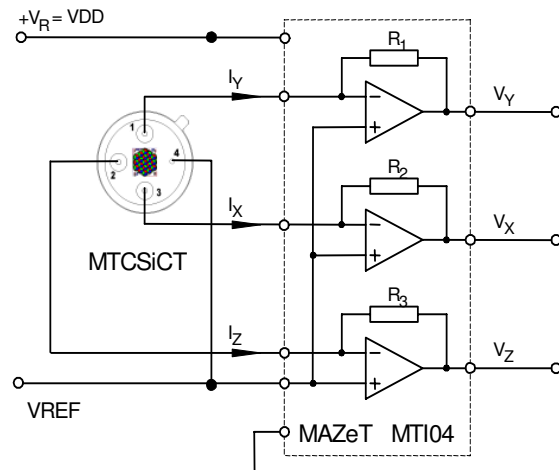 +VR = VDD
R1
IY
VY
1
2
4
3
R2
IX
VX
MTCSiCT
R3
IZ
VZ
VREF
MAZeT MTI04